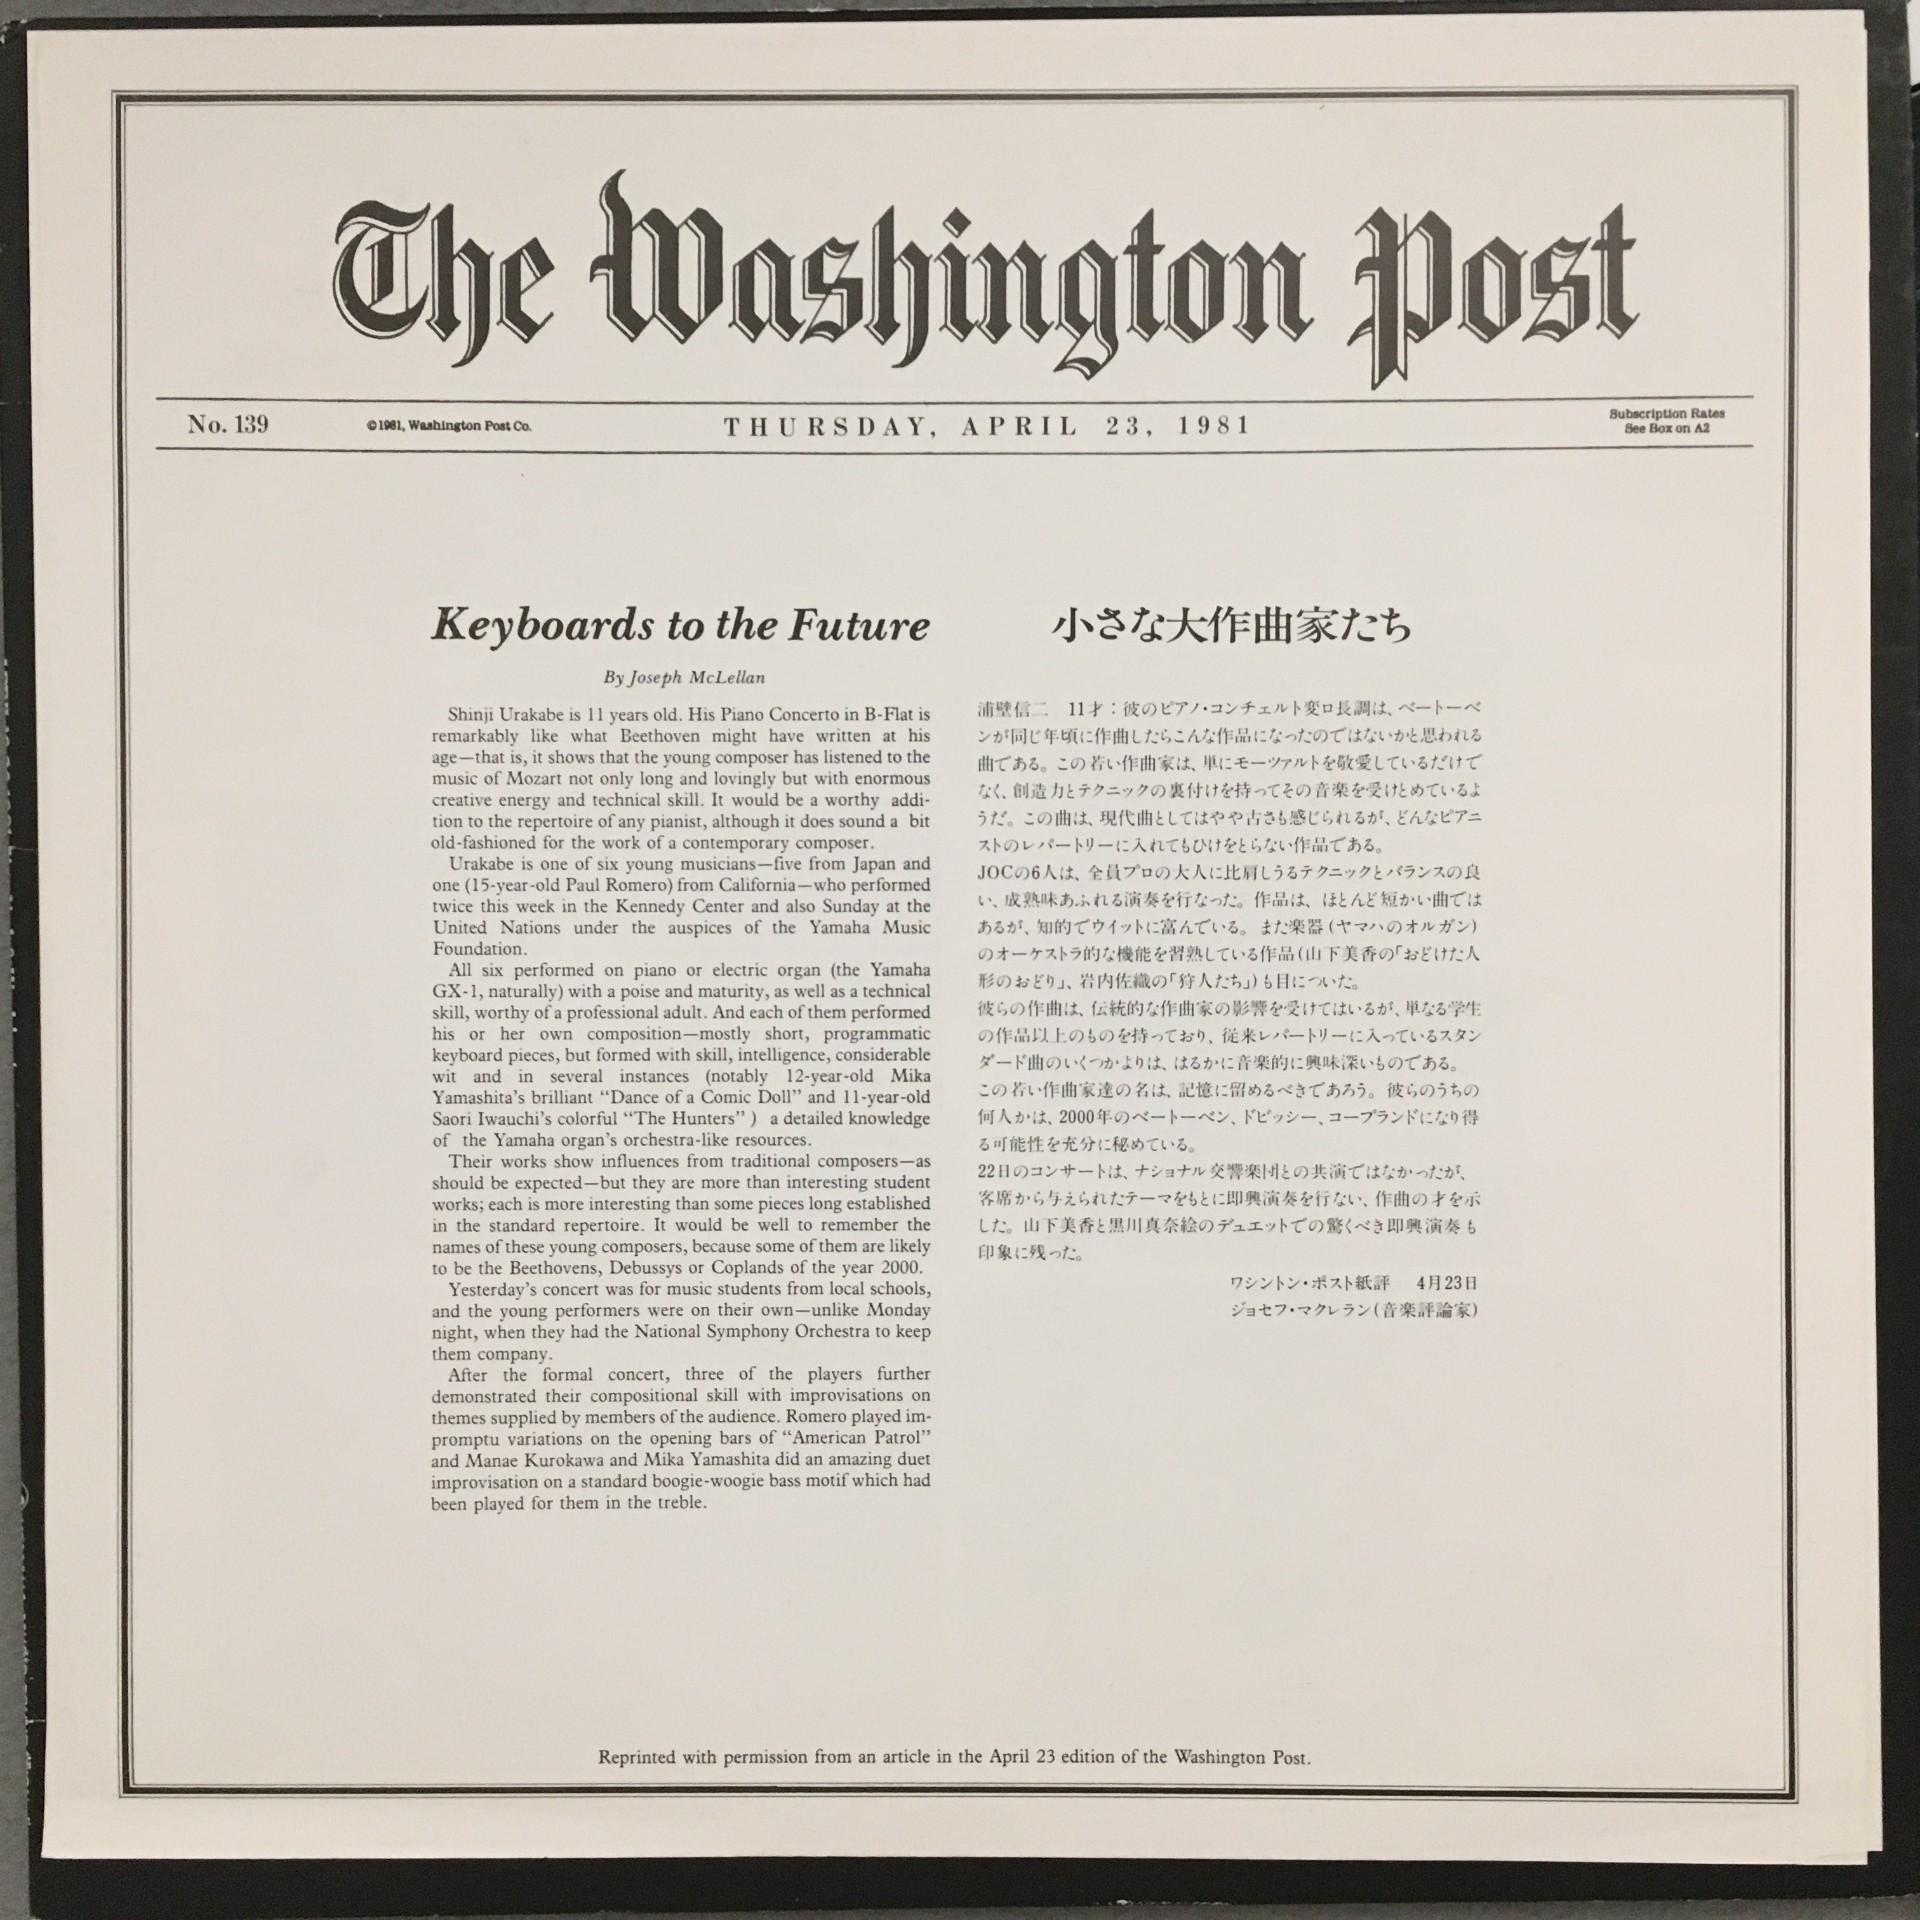 The Washington Post
No. 139
©1981, Washington Post Co.
THURSDAY, APRIL 23, 1981
Subscription Rates
See Box on A2
Keyboards to the Future
By Joseph McLellan
Shinji Urakabe is 11 years old. His Piano Concerto in B-Flat is
remarkably like what Beethoven might have written at his
age—that is, it shows that the young composer has listened to the
music of Mozart not only long and lovingly but with enormous
creative energy and technical skill. It would be a worthy addi-
tion to the repertoire of any pianist, although it does sound a bit
old-fashioned for the work of a contemporary composer.
Urakabe is one of six young musicians—five from Japan and
one (15-year-old Paul Romero) from California—who performed
twice this week in the Kennedy Center and also Sunday at the
United Nations under the auspices of the Yamaha Music
Foundation.
All six performed on piano or electric organ (the Yamaha
GX-1, naturally) with a poise and maturity, as well as a technical
skill, worthy of a professional adult. And each of them performed
his or her own composition—mostly short, programmatic
keyboard pieces, but formed with skill, intelligence, considerable
wit and in several instances (notably 12-year-old Mika
Yamashita's brilliant “Dance of a Comic Doll” and 11-year-old
Saori Iwauchi's colorful “The Hunters” ) a detailed knowledge
of the Yamaha organ's orchestra-like resources.
Their works show influences from traditional composers—as
should be expected—but they are more than interesting student
works; each is more interesting than some pieces long established
in the standard repertoire. It would be well to remember the
names of these young composers, because some of them are likely
to be the Beethovens, Debussys or Coplands of the year 2000.
Yesterday's concert was for music students from local schools,
and the young performers were on their own—unlike Monday
night, when they had the National Symphony Orchestra to keep
them company.
After the formal concert, three of the players further
demonstrated their compositional skill with improvisations on
themes supplied by members of the audience. Romero played im-
promptu variations on the opening bars of “American Patrol”
and Manae Kurokawa and Mika Yamashita did an amazing duet
improvisation on a standard boogie-woogie bass motif which had
been played for them in the treble.
小さな大作曲家たち
浦壁信二 11才：彼のピアノ・コンチェルト変ロ長調は、ベートーベ
ンが同じ年頃に作曲したらこんな作品になったのではないかと思われる
曲である。この若い作曲家は、単にモーツァルトを敬愛しているだけで
なく、創造力とテクニックの裏付けを持ってその音楽を受けとめているよ
うだ。この曲は、現代曲としてはやや古さも感じられるが、どんなピアニ
ストのレパートリーに入れてもひけをとらない作品である。
JOCの6人は、全員プロの大人に比肩しうるテクニックとバランスの良
い、成熟味あふれる演奏を行なった。作品は、ほとんど短かい曲では
あるが、知的でウイットに富んでいる。また楽器(ヤマハのオルガン)
のオーケストラ的な機能を習熟している作品(山下美香の「おどけた人
形のおどり」、岩内佐織の「狩人たち」)も目についた。
彼らの作曲は、伝統的な作曲家の影響を受けてはいるが、単なる学生
の作品以上のものを持っており、従来レパートリーに入っているスタン
ダード曲のいくつかよりは、はるかに音楽的に興味深いものである。
この若い作曲家達の名は、記憶に留めるべきであろう。彼らのうちの
何人かは、2000年のベートーベン、ドビッシー、コープランドになり得
る可能性を充分に秘めている。
22日のコンサートは、ナショナル交響楽団との共演ではなかったが、
客席から与えられたテーマをもとに即興演奏を行ない、作曲の才を示
した。山下美香と黒川真奈絵のデュエットでの驚くべき即興演奏も
印象に残った。
ワシントン・ポスト紙評 4月23日
ジョセフ・マクレラン(音楽評論家)
Reprinted with permission from an article in the April 23 edition of the Washington Post.